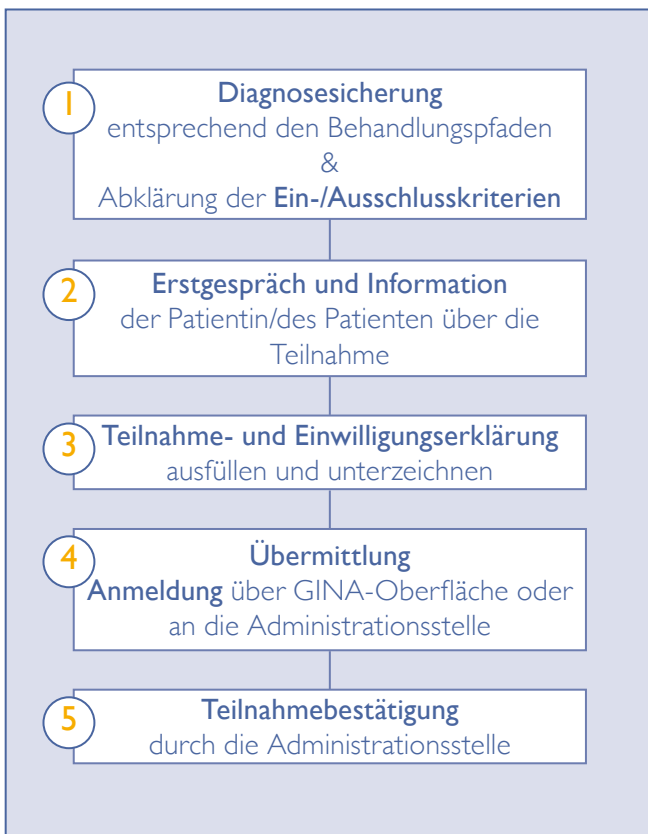 1
Diagnosesicherung
entsprechend den Behandlungspfaden
&
Abklärung der Ein-/Ausschlusskriterien
2
Erstgespräch und Information
der Patientin/des Patienten über die
Teilnahme
3
Teilnahme- und Einwilligungserklärung
ausfüllen und unterzeichnen
4
Übermittlung
Anmeldung über GINA-Oberfläche oder
an die Administrationsstelle
5
Teilnahmebestätigung
durch die Administrationsstelle